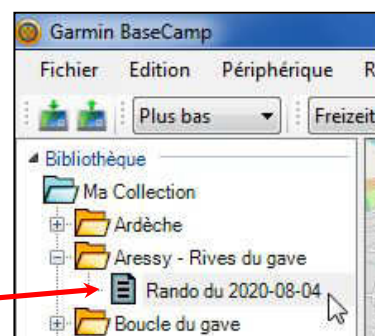 Garmin BaseCamp
Fichier Edition Périphérique R
Plus bas Freizeit
Bibliothèque
Ma Collection
Ardèche
Aressy - Rives du gave
Rando du 2020-08-04
Boucle du gave